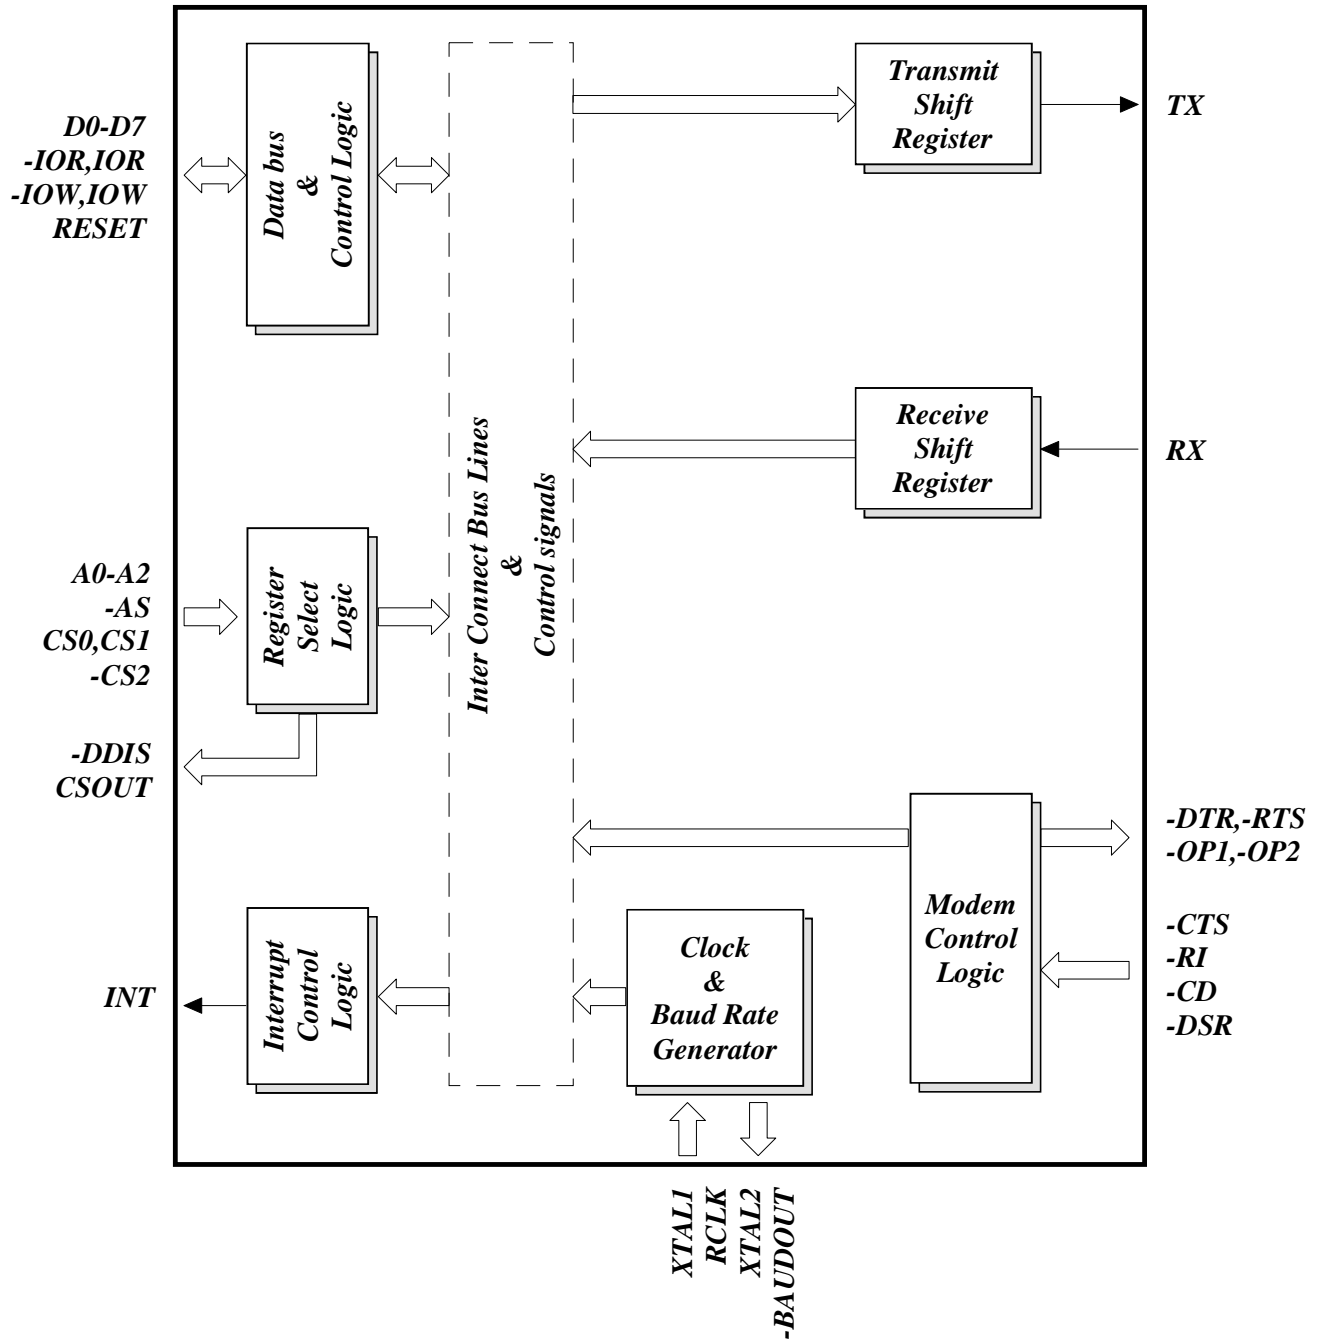 D0-D7
-IOR,IOR
-IOW,IOW
RESET
Data bus
&
Control Logic
A0-A2
-AS
CS0,CS1
-CS2
Register
Select
Logic
-DDIS
CSOUT
INT
Interrupt
Control
Logic
Inter Connect Bus Lines
&
Control signals
Transmit
Shift
Register
TX
Receive
Shift
Register
RX
Modem
Control
Logic
-DTR,-RTS
-OP1,-OP2
-CTS
-RI
-CD
-DSR
Clock
&
Baud Rate
Generator
XTAL1
RCLK
XTAL2
-BAUDOUT